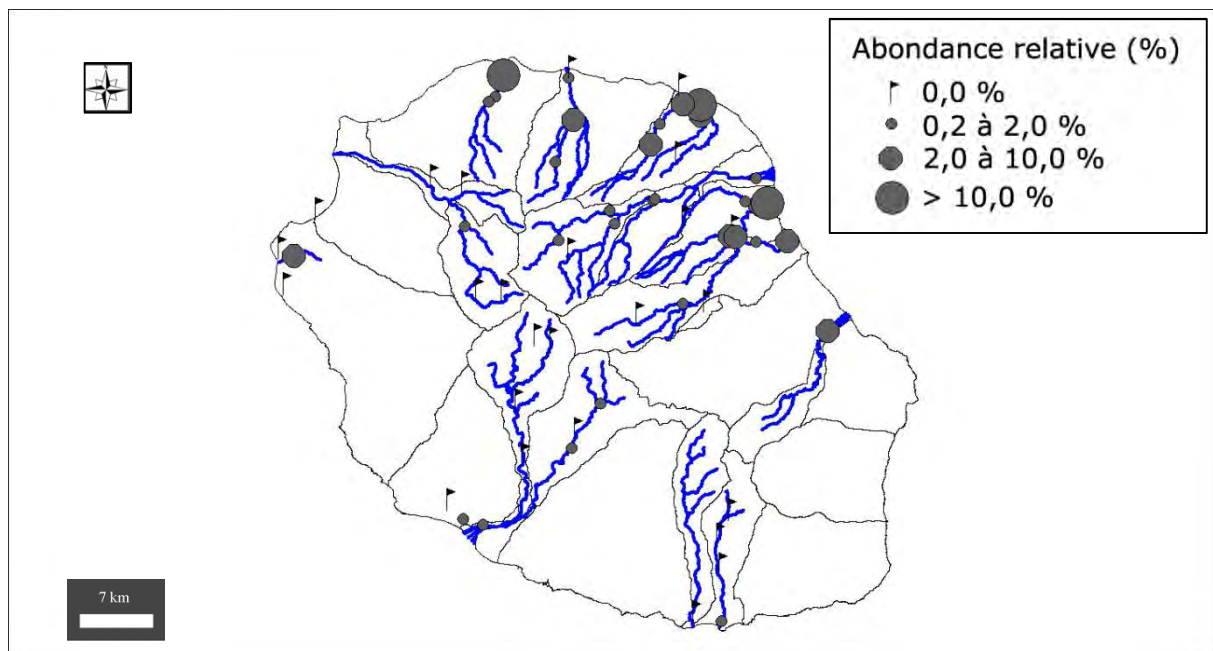 Abondance relative (%)
0,0 %
0,2 à 2,0 %
2,0 à 10,0 %
> 10,0 %
7 km